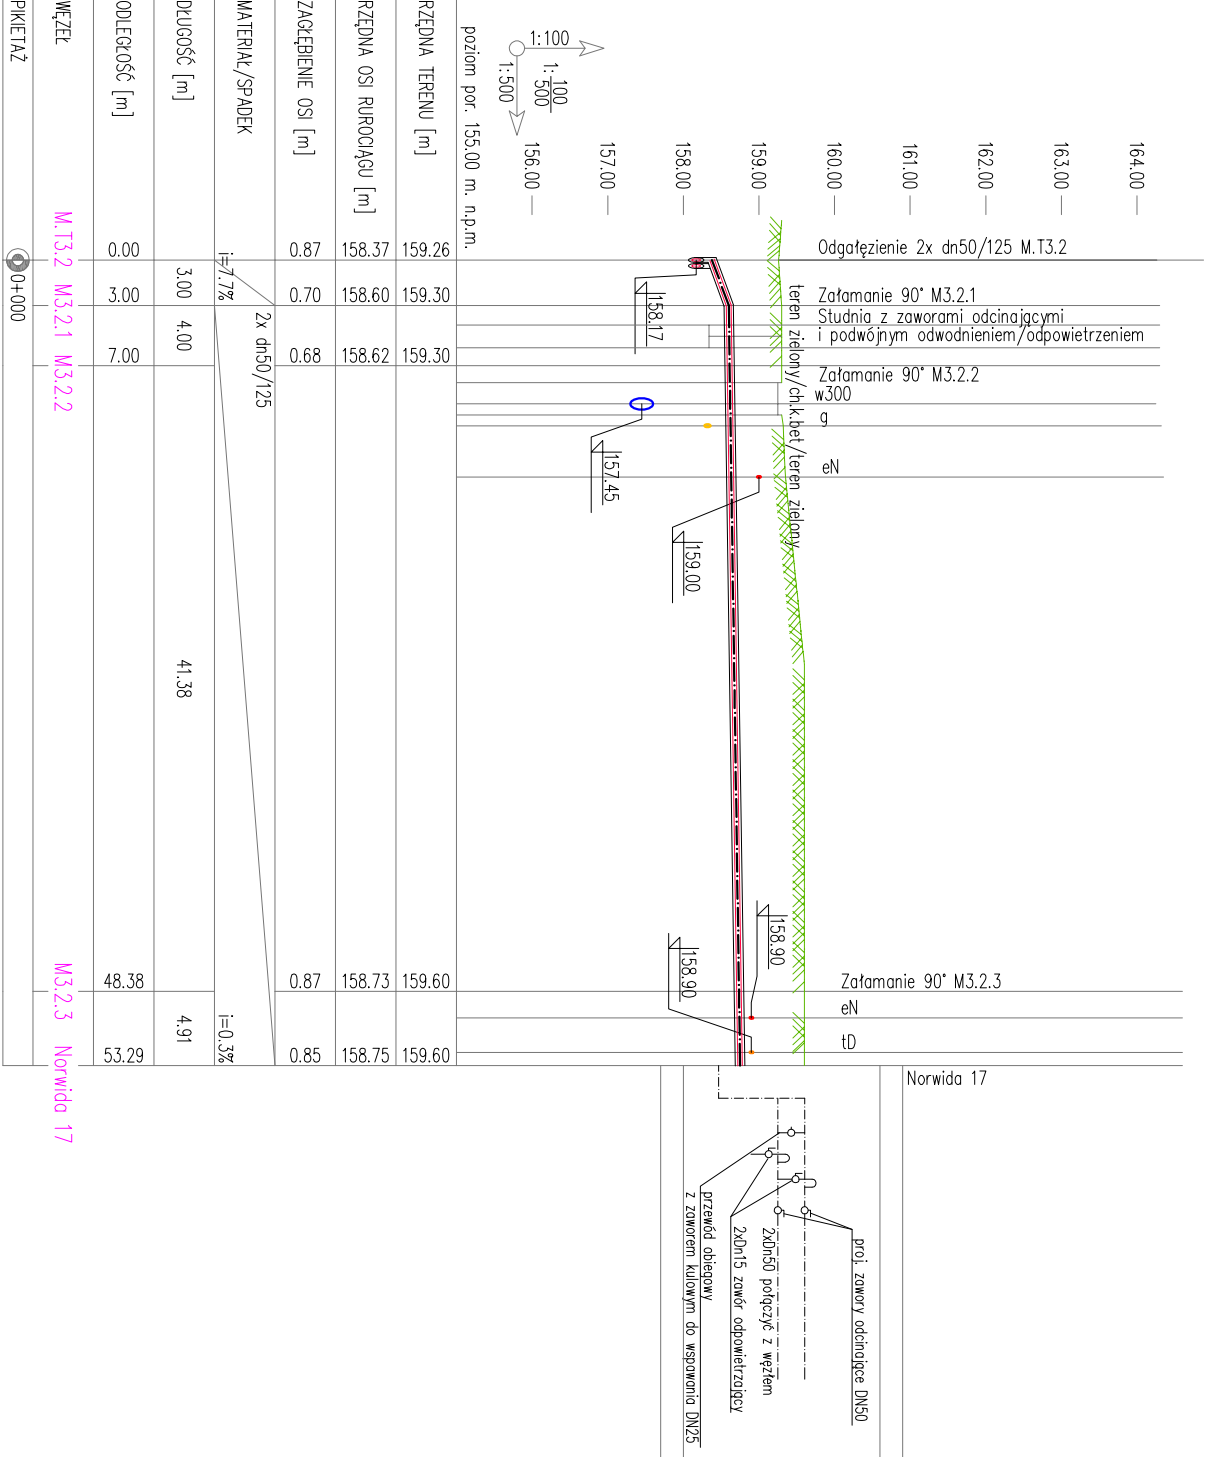 164.00
163.00
162.00
161.00
160.00
159.00
158.00
157.00
156.00
1:100
1:500
1: 100
500
poziom por. 155.00 m. n.p.m.
Odgałęzienie 2x dn50/125 M.T3.2
Załamanie 90° M3.2.1
Studnia z zaworami odcinającymi
i podwójnym odwodnieniem/odpowietrzeniem
Załamanie 90° M3.2.2
w300
g
eN
Załamanie 90° M3.2.3
eN
tD
Norwida 17
teren zielony/ch.k.bet/teren zielony
158.17
157.45
159.00
158.90
158.90
proj. zawory odcinające DN50
2xDn50 połączyć z węzłem
2xDn15 zawór odpowietrzający
przewód obiegowy
z zaworem kulowym do wspawania DN25
RZĘDNA TERENU [m]
159.26 159.30 159.30 159.60 159.60
RZĘDNA OSI RUROCIĄGU [m]
158.37 158.60 158.62 158.73 158.75
ZAGŁĘBIENIE OSI [m]
0.87 0.70 0.68 0.87 0.85
MATERIAŁ/SPADEK
i=7.7% 2x dn50/125 i=0.3%
DŁUGOŚĆ [m]
3.00 4.00 41.38 4.91
ODLEGŁOŚĆ [m]
0.00 3.00 7.00 48.38 53.29
WĘZEŁ
M.T3.2 M3.2.1 M3.2.2 M3.2.3 Norwida 17
PIKIETAŻ
0+000